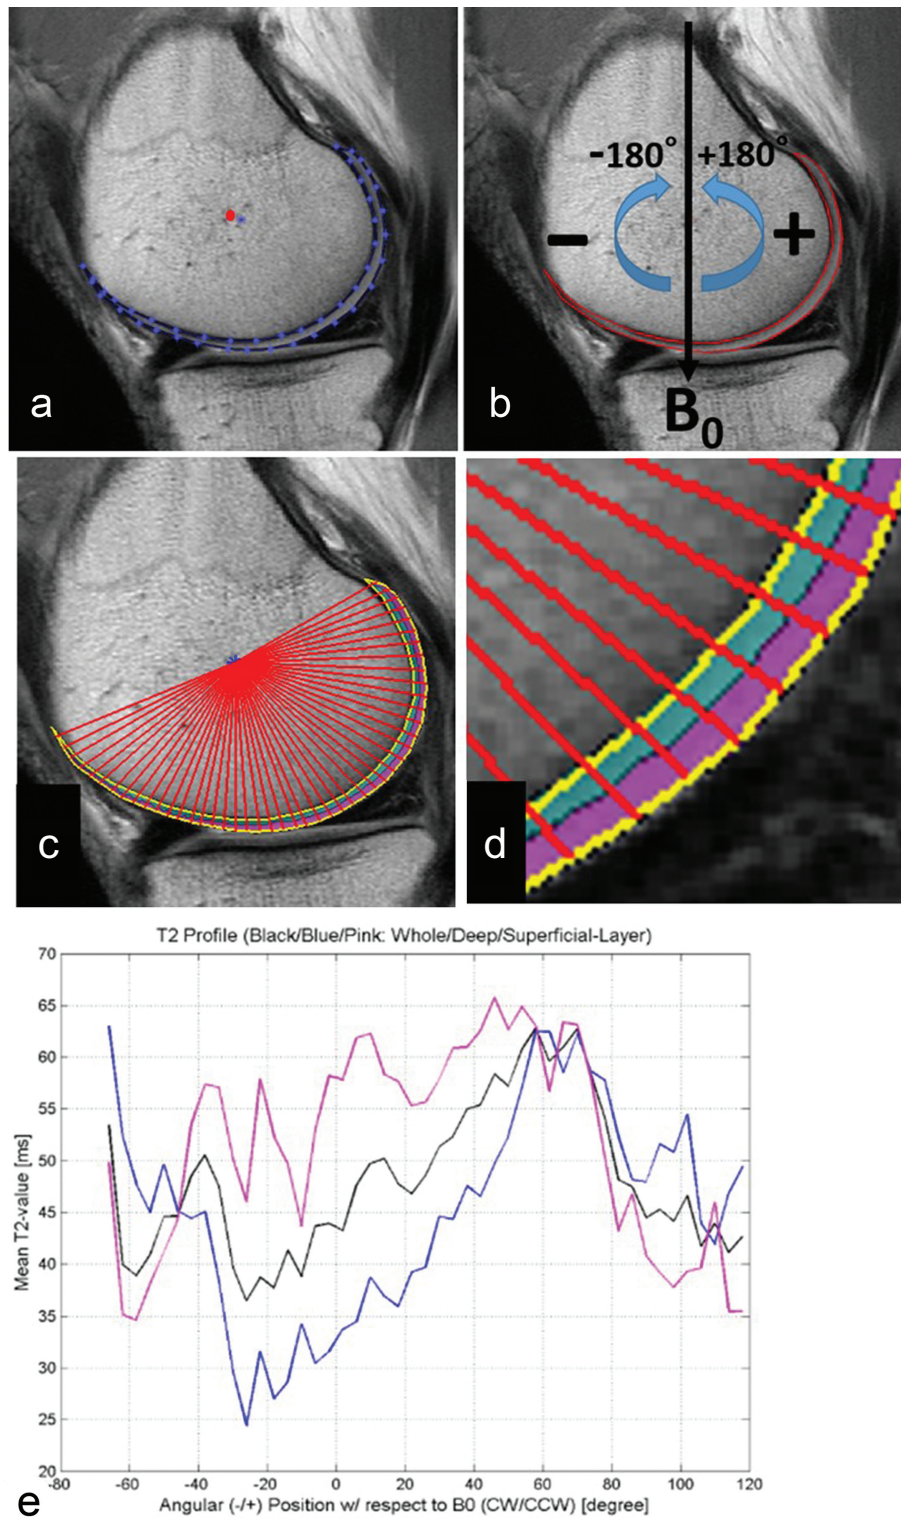 a
-180° +180°
− +
B0
b
c
d
T2 Profile (Black/Blue/Pink: Whole/Deep/Superficial-Layer)
70
65
60
55
50
45
40
35
30
25
20
Mean T2-value [ms]
-80 -60 -40 -20 0 20 40 60 80 100 120
Angular (-/+) Position w/ respect to B0 (CW/CCW) [degree]
e